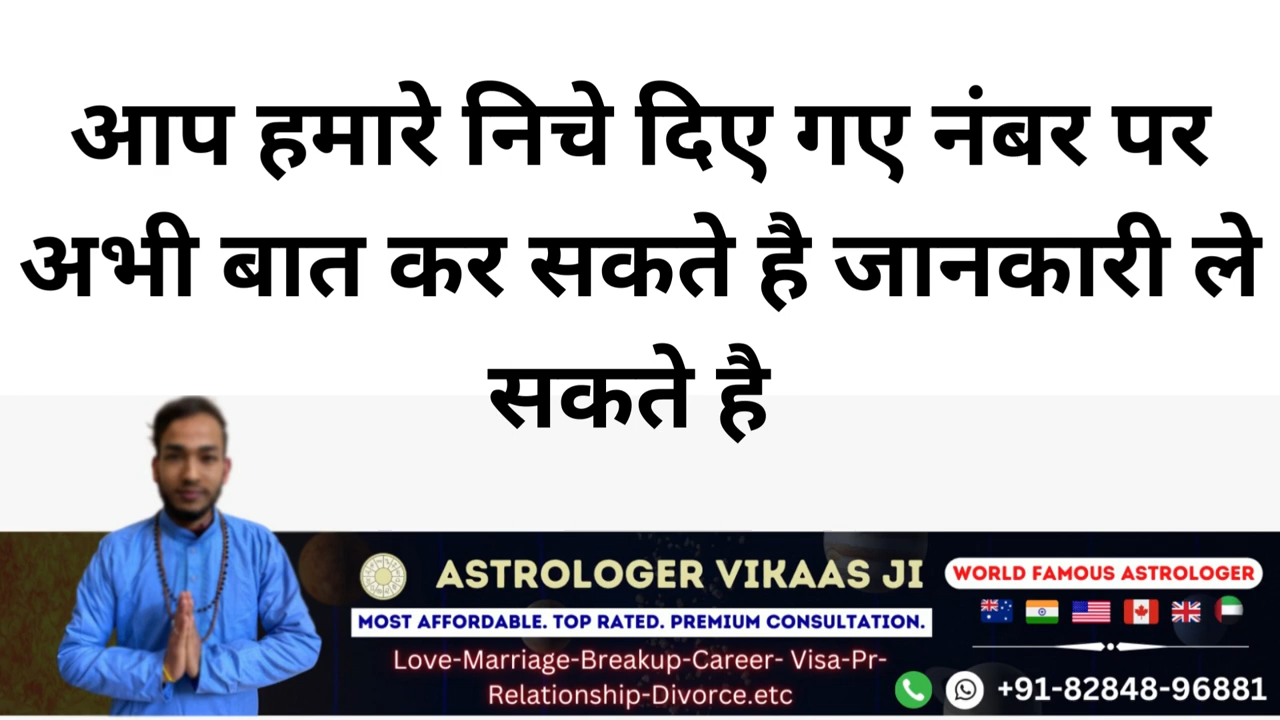 आप हमारे निचे दिए गए नंबर पर
अभी बात कर सकते है जानकारी ले
सकते है
ASTROLOGER VIKAAS JI
WORLD FAMOUS ASTROLOGER
MOST AFFORDABLE. TOP RATED. PREMIUM CONSULTATION.
Love-Marriage-Breakup-Career- Visa-Pr-
Relationship-Divorce.etc
+91-82848-96881